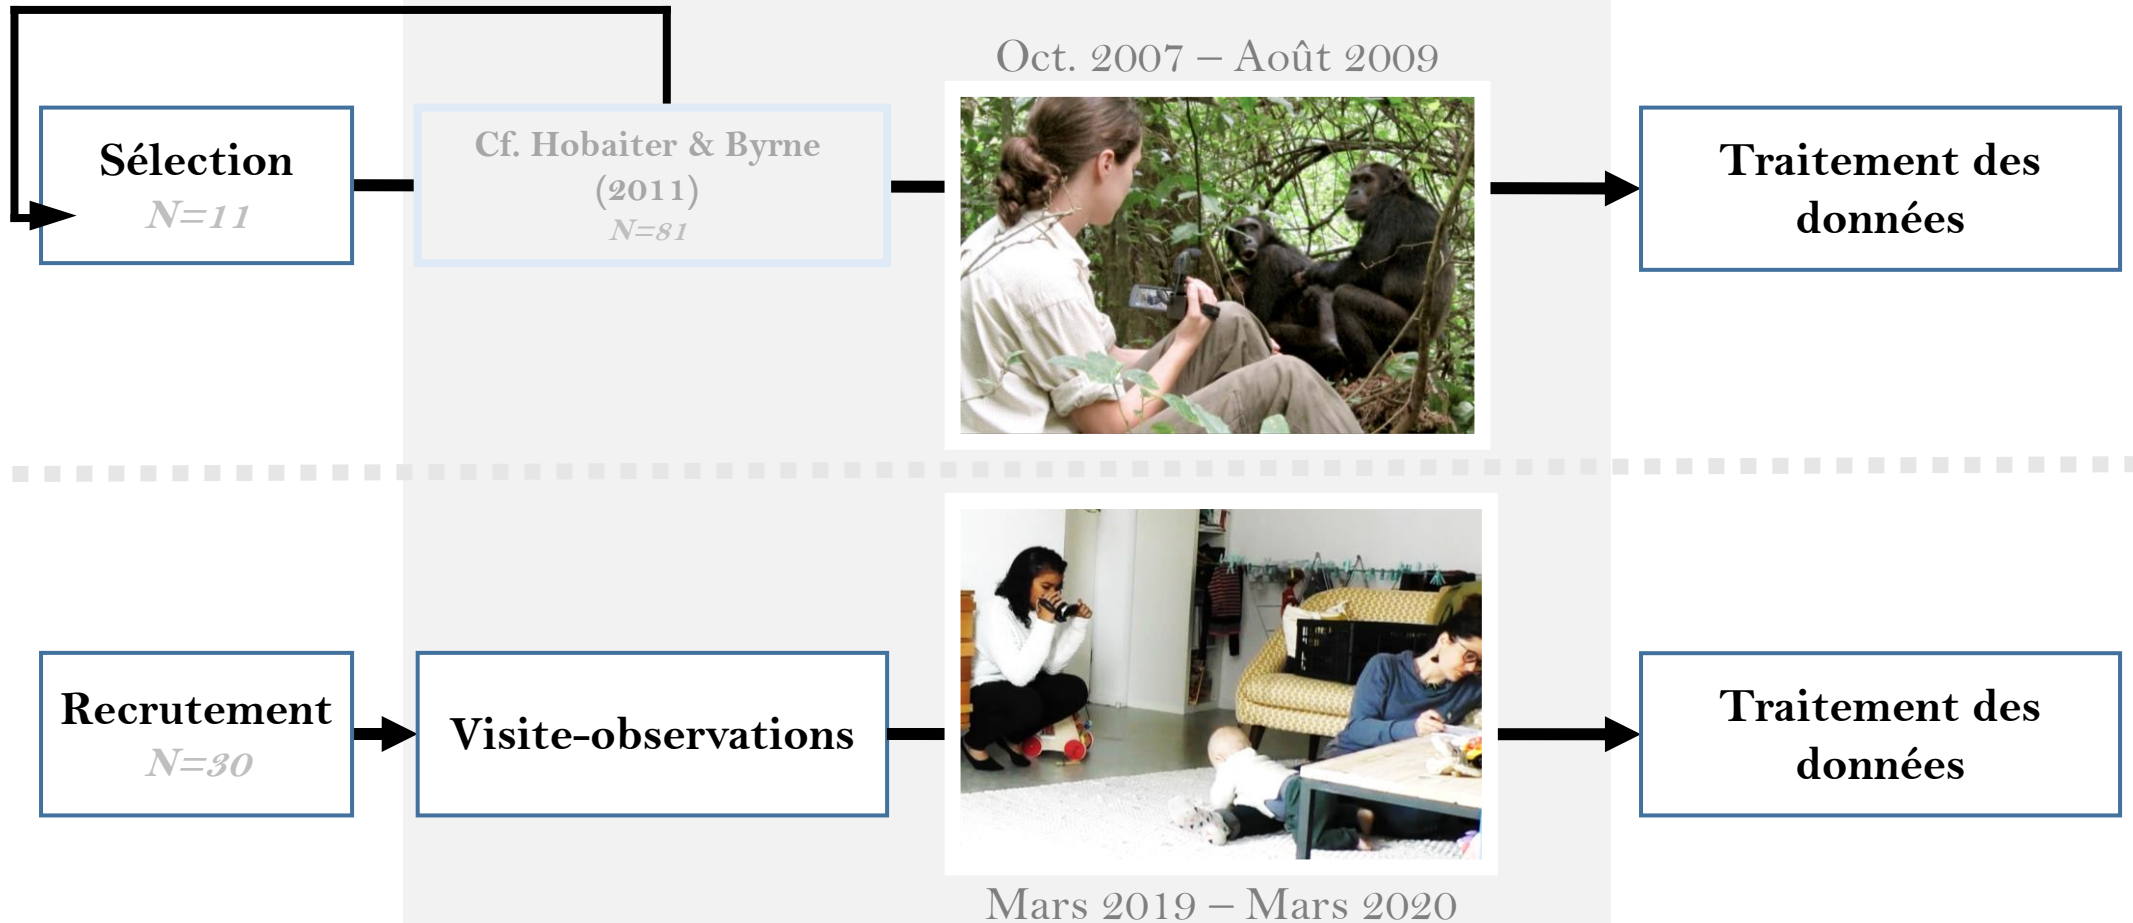 Oct. 2007 – Août 2009
Sélection
N=11
Cf. Hobaiter & Byrne
(2011)
N=81
Traitement des
données
Recrutement
N=30
Visite-observations
Traitement des
données
Mars 2019 – Mars 2020